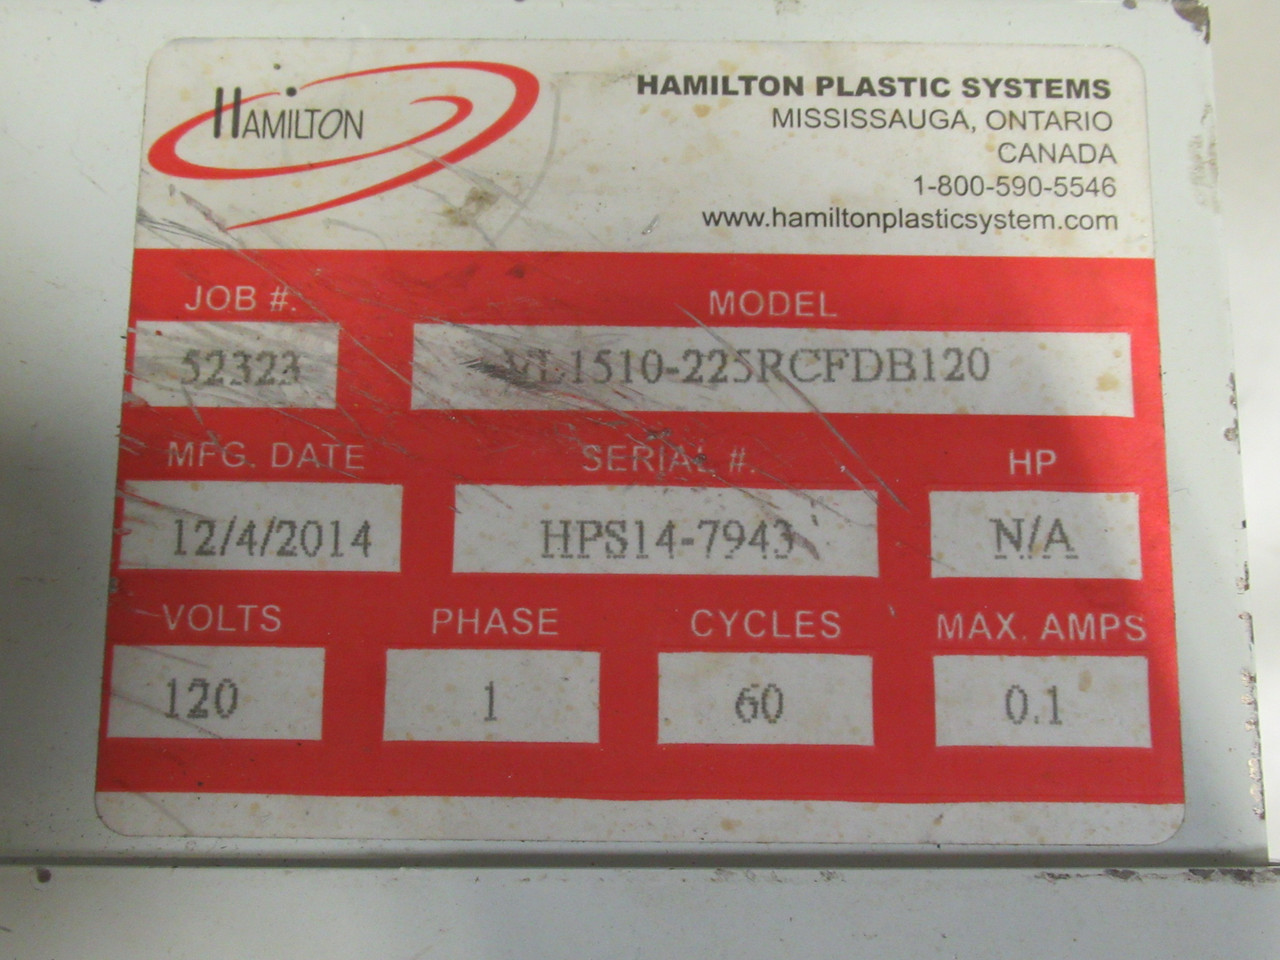 HAMILTON
HAMILTON PLASTIC SYSTEMS
MISSISSAUGA, ONTARIO
CANADA
1-800-590-5546
www.hamiltonplasticsystem.com
JOB #. MODEL
52323 VL1510-225RCFDB120
MFG. DATE SERIAL #. HP
12/4/2014 HPS14-7943 N/A
VOLTS PHASE CYCLES MAX. AMPS
120 1 60 0.1